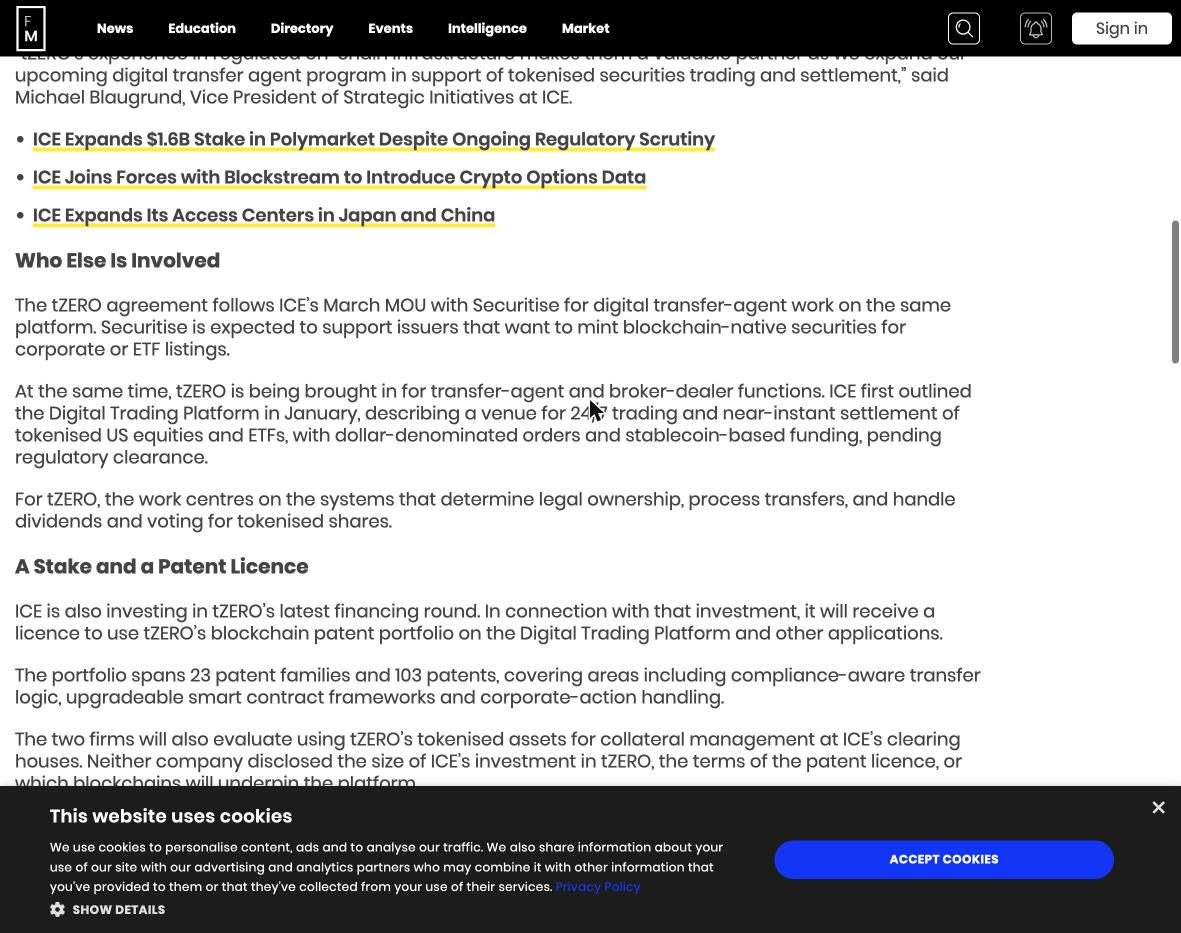 F
M
News
Education
Directory
Events
Intelligence
Market
Sign in
upcoming digital transfer agent program in support of tokenised securities trading and settlement,” said
Michael Blaugrund, Vice President of Strategic Initiatives at ICE.
• ICE Expands $1.6B Stake in Polymarket Despite Ongoing Regulatory Scrutiny
• ICE Joins Forces with Blockstream to Introduce Crypto Options Data
• ICE Expands Its Access Centers in Japan and China
Who Else Is Involved
The tZERO agreement follows ICE’s March MOU with Securitise for digital transfer-agent work on the same
platform. Securitise is expected to support issuers that want to mint blockchain-native securities for
corporate or ETF listings.
At the same time, tZERO is being brought in for transfer-agent and broker-dealer functions. ICE first outlined
the Digital Trading Platform in January, describing a venue for 24/7 trading and near-instant settlement of
tokenised US equities and ETFs, with dollar-denominated orders and stablecoin-based funding, pending
regulatory clearance.
For tZERO, the work centres on the systems that determine legal ownership, process transfers, and handle
dividends and voting for tokenised shares.
A Stake and a Patent Licence
ICE is also investing in tZERO’s latest financing round. In connection with that investment, it will receive a
licence to use tZERO’s blockchain patent portfolio on the Digital Trading Platform and other applications.
The portfolio spans 23 patent families and 103 patents, covering areas including compliance-aware transfer
logic, upgradeable smart contract frameworks and corporate-action handling.
The two firms will also evaluate using tZERO’s tokenised assets for collateral management at ICE’s clearing
houses. Neither company disclosed the size of ICE’s investment in tZERO, the terms of the patent licence, or
which blockchains will underpin the platform.
This website uses cookies
We use cookies to personalise content, ads and to analyse our traffic. We also share information about your
use of our site with our advertising and analytics partners who may combine it with other information that
you’ve provided to them or that they’ve collected from your use of their services. Privacy Policy
SHOW DETAILS
ACCEPT COOKIES
×